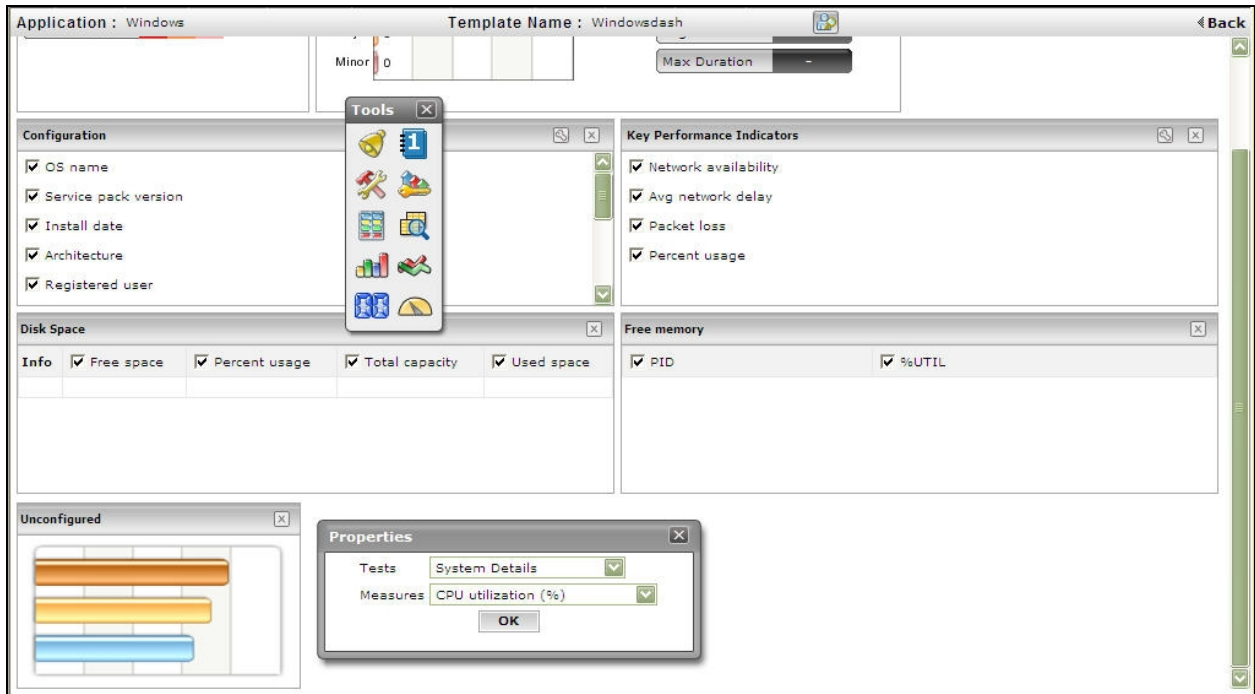 Application : Windows Template Name : Windowsdash Back
Minor 0
Max Duration -
Tools
1
Configuration
OS name
Service pack version
Install date
Architecture
Registered user
Key Performance Indicators
Network availability
Avg network delay
Packet loss
Percent usage
Disk Space
Info Free space Percent usage Total capacity Used space
Free memory
PID %UTIL
Unconfigured
Properties
Tests System Details
Measures CPU utilization (%)
OK